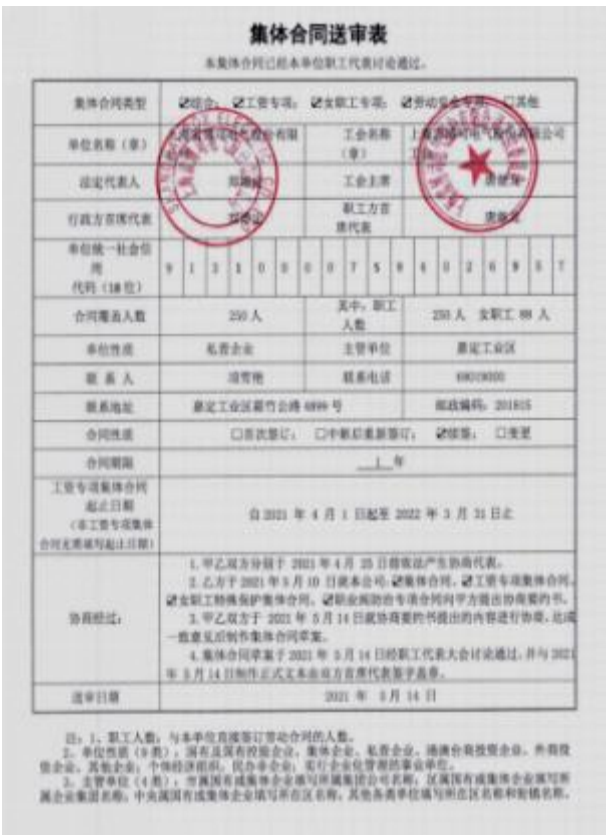 集体合同送审表
本集体合同已经本单位职工代表讨论通过。
集体合同类型 ☑综合; ☑工资专项; ☑女职工专项; ☑劳动安全专项 □其他
单位名称（章） 工会名称（章）
法定代表人 工会主席
行政方首席代表 职工方首席代表
单位统一社会信用代码（18位） 9 1 3 1 0 0 0 0 7 5
合同覆盖人数 250 人 其中：职工人数 250 人 女职工 88 人
单位性质 私营企业 主管单位 嘉定工业区
联 系 人 联系电话 69019000
联系地址 嘉定工业区 公路 号 邮政编码：201815
合同性质 □首次签订； □中断后重新签订； ☑续签； □变更
合同期限 1 年
工资专项集体合同
起止日期
（非工资专项集体
合同无需填写起止日期）
自 2021 年 4 月 1 日起至 2022 年 3 月 31 日止
协商经过：
1. 甲乙双方分别于 2021 年 4 月 25 日前依法产生协商代表。
2. 乙方于 2021 年 5 月 10 日就本公司 ☑集体合同、☑工资专项集体合同、
☑女职工特殊保护集体合同、☑职业病防治专项合同向甲方提出协商要约书。
3. 甲乙双方于 2021 年 5 月 14 日就协商要约书提出的内容进行协商，达成
一致意见后制作集体合同草案。
4. 集体合同草案于 2021 年 5 月 14 日经职工代表大会讨论通过，并与 2021
年 5 月 14 日制作正式文本由双方首席代表签字盖章。
送审日期 2021 年 5 月 14 日
注：1、职工人数：与本单位直接签订劳动合同的人数。
2、单位性质（9 类）：国有及国有控股企业、集体企业、私营企业、港澳台商投资企业、外商投
资企业、其他企业；个体经济组织；民办非企业；实行企业化管理的事业单位。
3、主管单位（4 类）：市属国有或集体企业填写所属集团公司名称；区属国有或集体企业填写所
属企业集团名称；中央属国有或集体企业填写所在区名称，其他各类单位填写所在区名称和街镇名称。